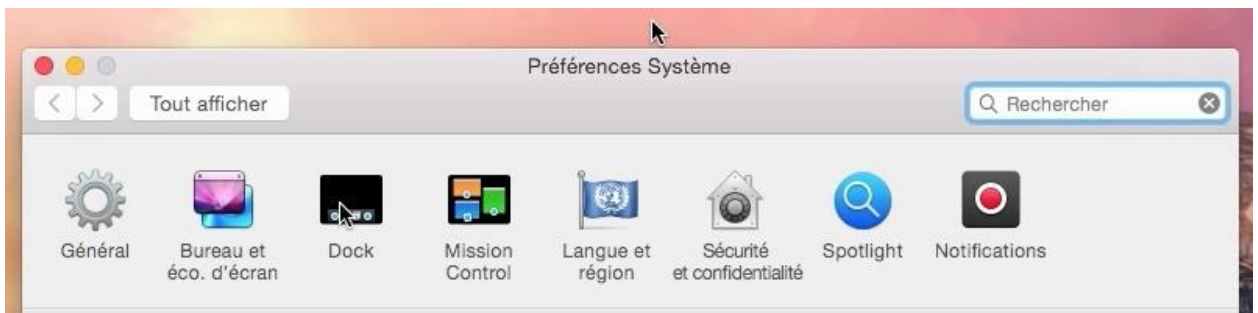 Préférences Système
Tout afficher
Rechercher
Général
Bureau et
éco. d'écran
Dock
Mission
Control
Langue et
région
Sécurité
et confidentialité
Spotlight
Notifications